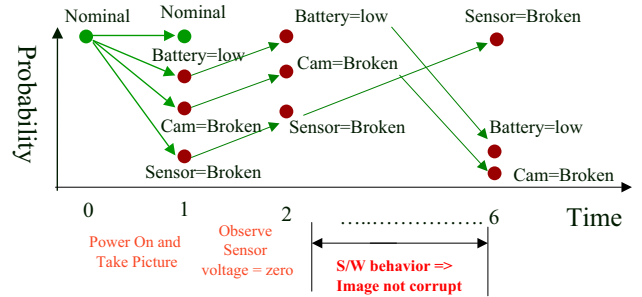 Nominal
Nominal
Battery=low
Sensor=Broken
Battery=low
Cam=Broken
Cam=Broken
Sensor=Broken
Battery=low
Sensor=Broken
Cam=Broken
Probability
0
1
2
........................
6
Time
Power On and
Take Picture
Observe
Sensor
voltage = zero
S/W behavior =>
Image not corrupt